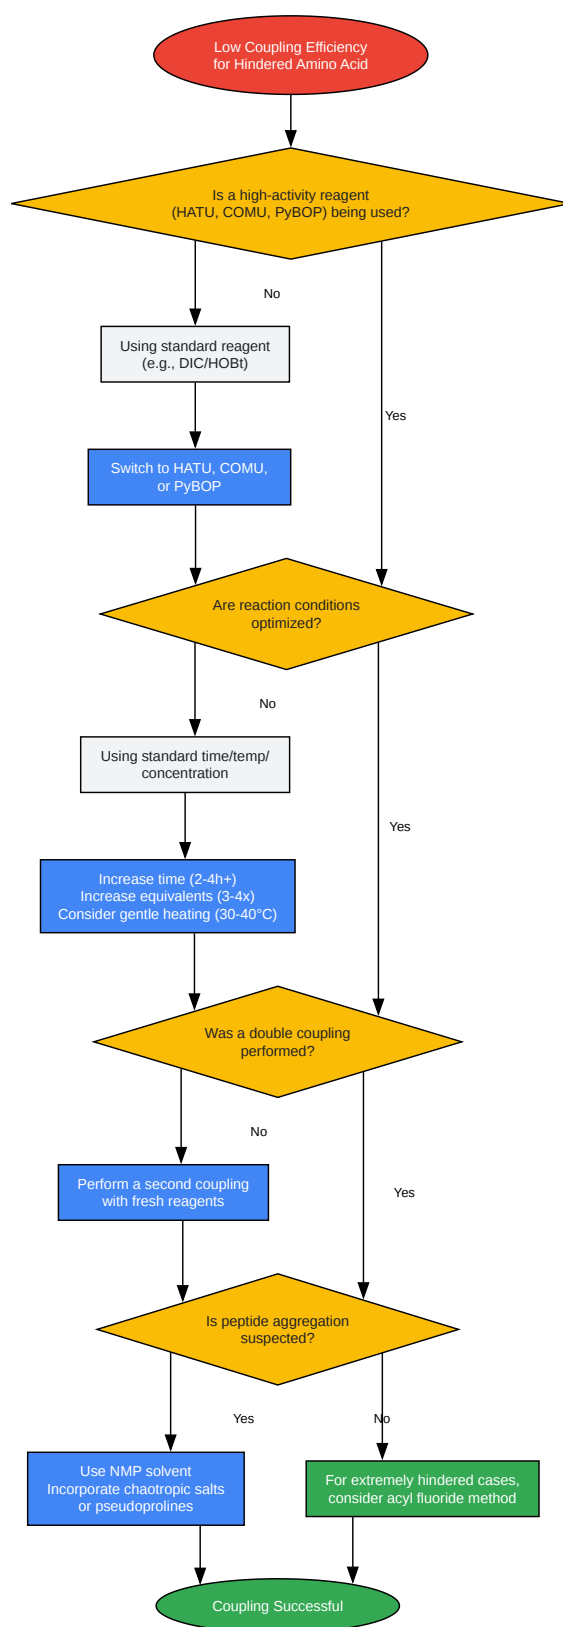 Low Coupling Efficiency
for Hindered Amino Acid
Is a high-activity reagent
(HATU, COMU, PyBOP) being used?
No
Using standard reagent
(e.g., DIC/HOBt)
Yes
Switch to HATU, COMU,
or PyBOP
Are reaction conditions
optimized?
No
Using standard time/temp/
concentration
Yes
Increase time (2-4h+)
Increase equivalents (3-4x)
Consider gentle heating (30-40°C)
Was a double coupling
performed?
No
Perform a second coupling
with fresh reagents
Yes
Is peptide aggregation
suspected?
Yes
No
Use NMP solvent
Incorporate chaotropic salts
or pseudoprolines
For extremely hindered cases,
consider acyl fluoride method
Coupling Successful